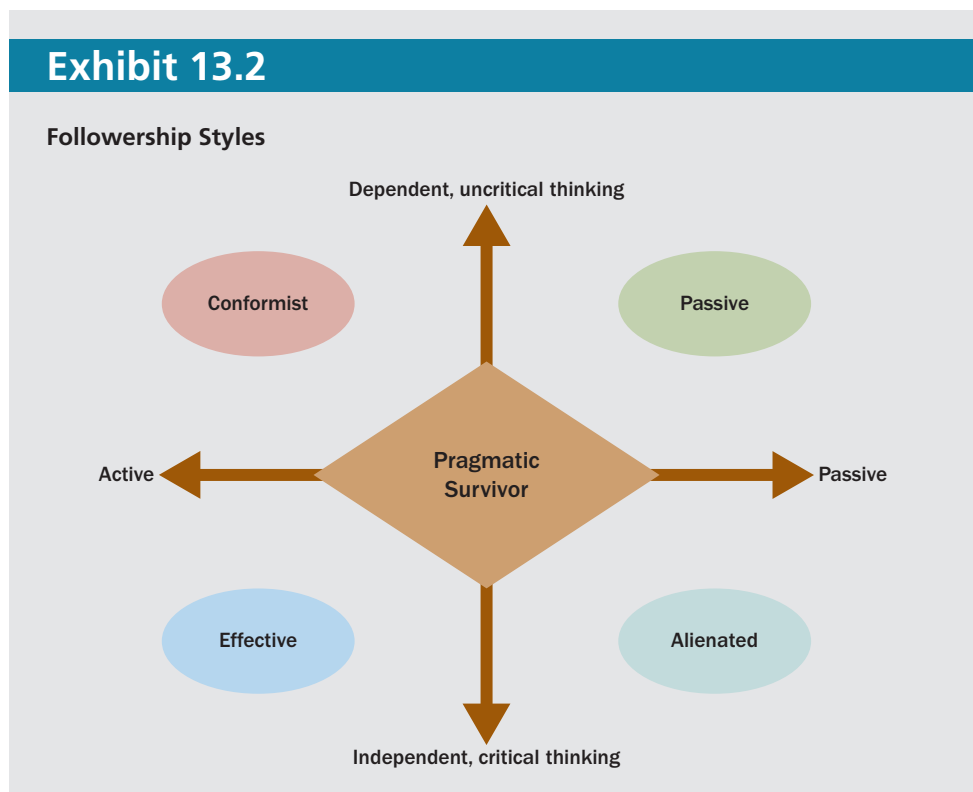 Exhibit 13.2
Followership Styles
Dependent, uncritical thinking
Conformist
Passive
Pragmatic
Survivor
Active
Passive
Effective
Alienated
Independent, critical thinking